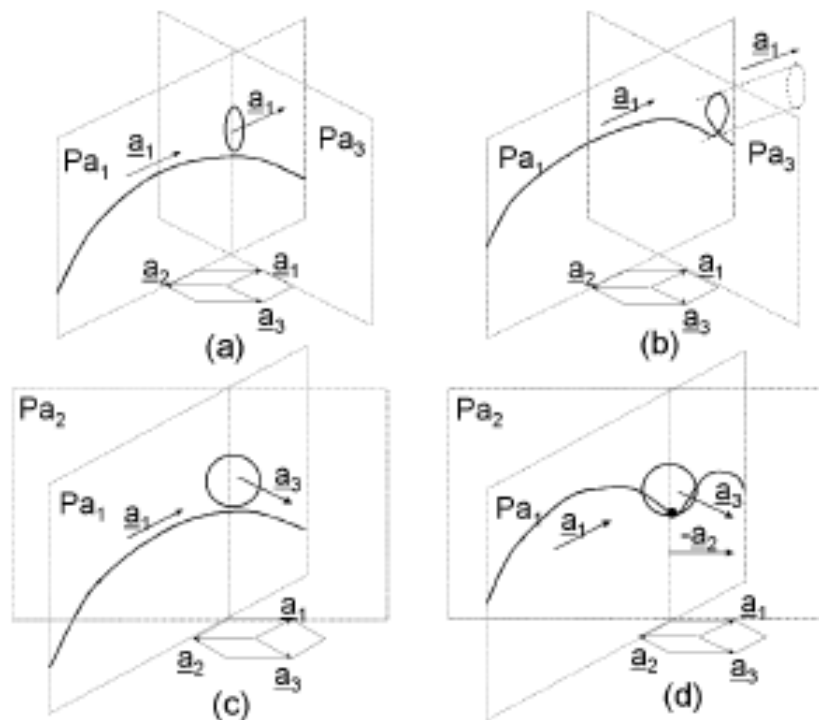 a₁
a₁
Pa₁
Pa₃
a₂
a₁
a₃
(a)
a₁
a₁
Pa₁
Pa₃
a₂
a₁
a₃
(b)
Pa₂
Pa₁
a₁
a₃
a₁
a₂
a₃
(c)
Pa₂
Pa₁
a₁
a₃
-a₂
a₁
a₂
a₃
(d)